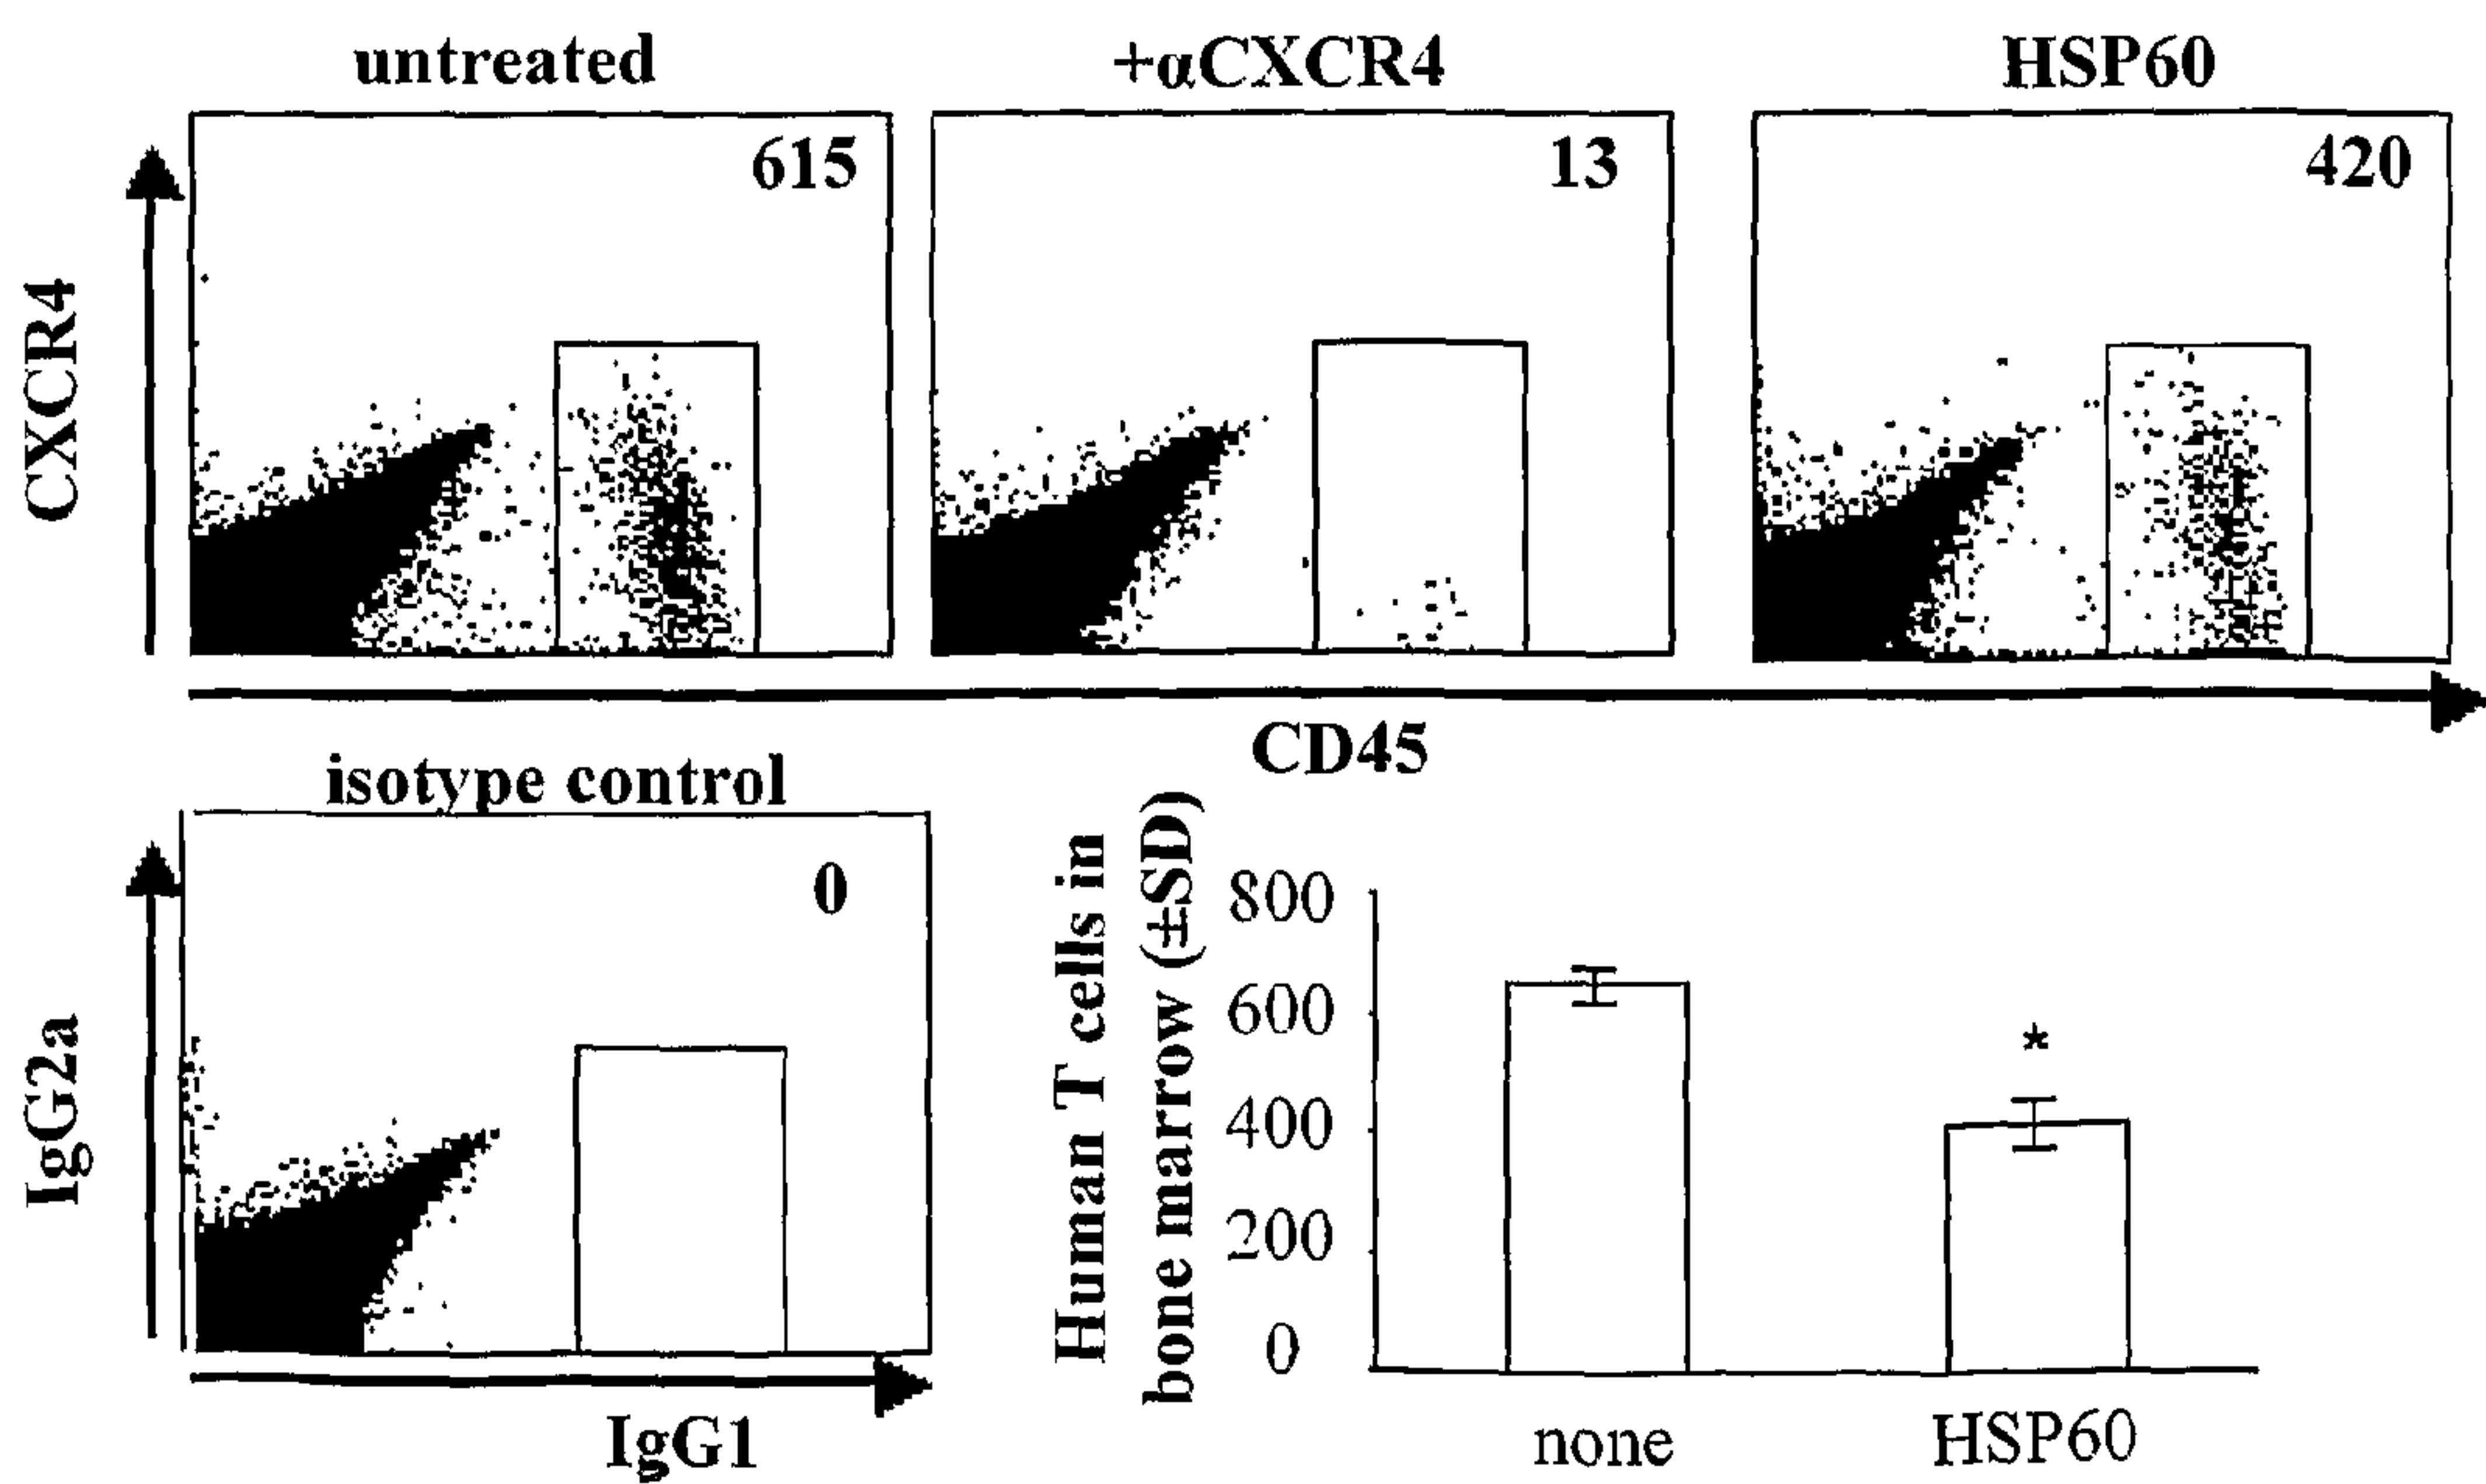 untreated
+αCXCR4
HSP60
615
13
420
CXCR4
CD45
isotype control
0
IgG2a
IgG1
Human T cells in
bone marrow (±SD)
800
600
400
200
0
*
none
HSP60